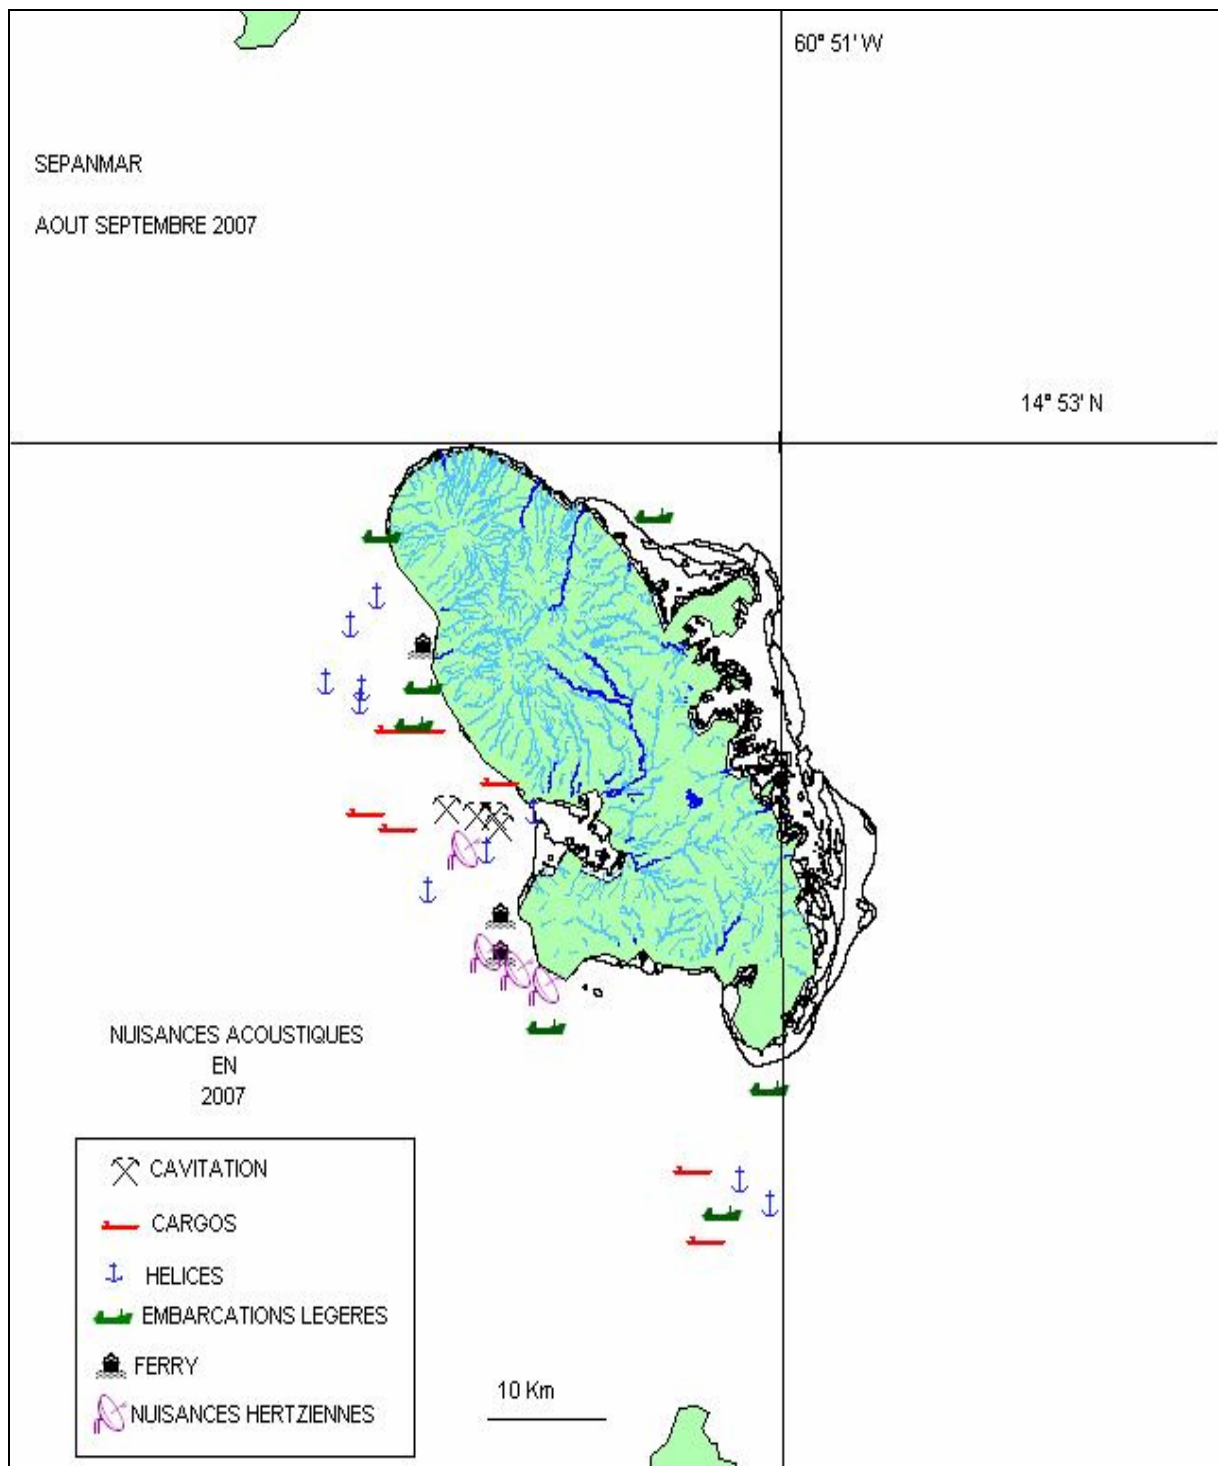 60° 51' W
SEPANMAR
AOUT SEPTEMBRE 2007
14° 53' N
NUISANCES ACOUSTIQUES
EN
2007
CAVITATION
CARGOS
HELICES
EMBARCATIONS LEGERES
FERRY
NUISANCES HERTZIENNES
10 Km